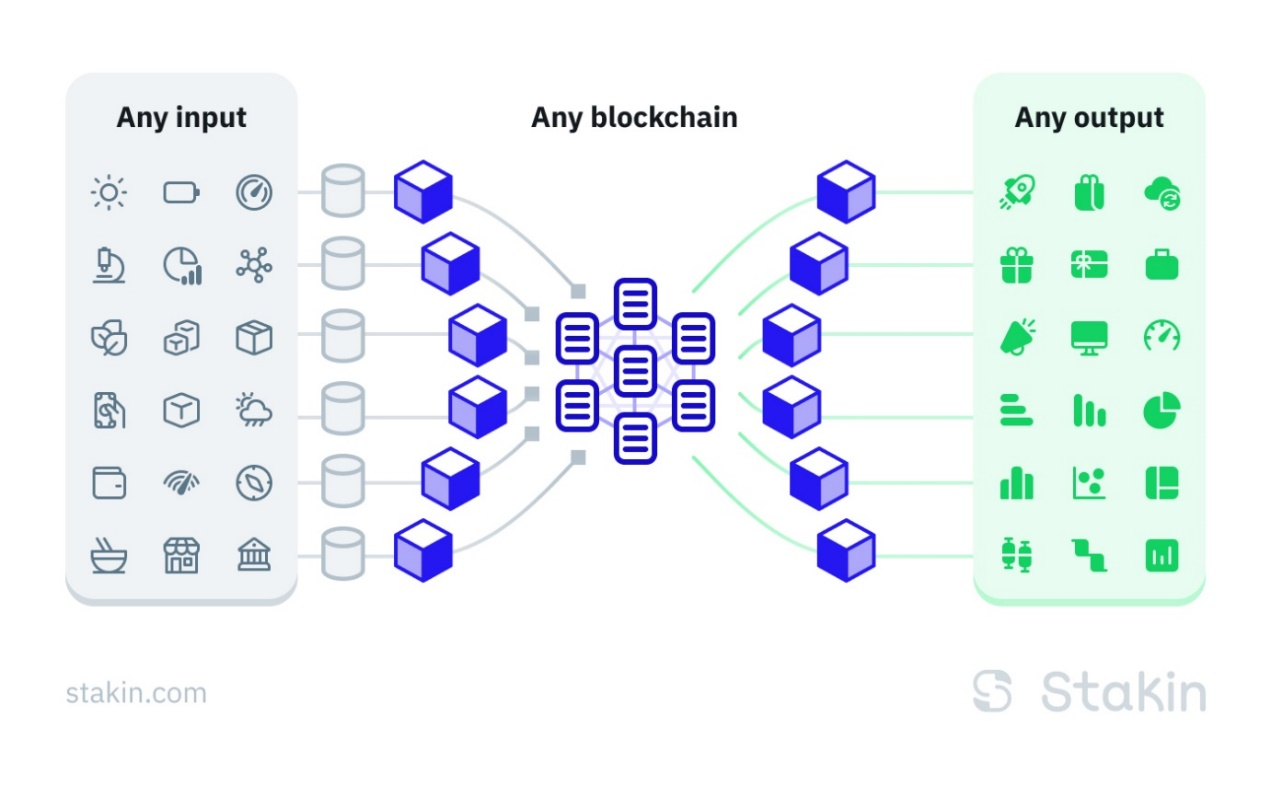 Any input
Any blockchain
Any output
stakin.com
Stakin